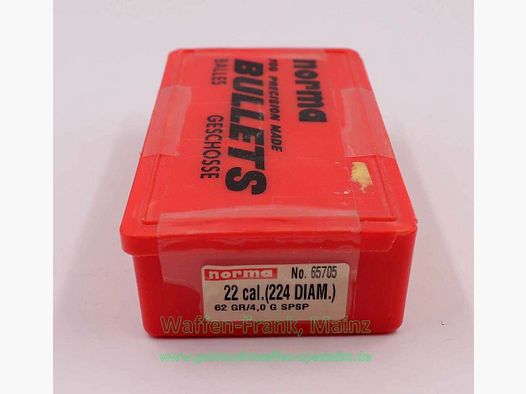 norma
100 PRECISION MADE
BULLETS
BALLES GESCHOSSE
norma No. 65705
22 cal.(224 DIAM.)
62 GR/4,0 G SPSP
Waffen-Frank, Mainz
www.gebrauchtwaffen-spezialist.de